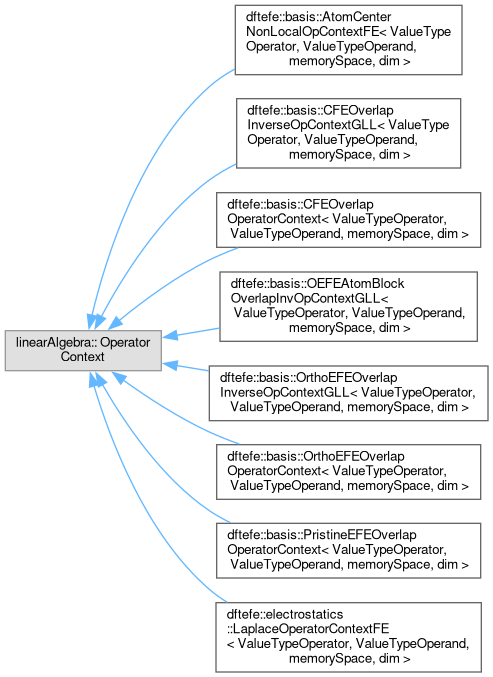 dftefe::basis::AtomCenter
NonLocalOpContextFE< ValueType
Operator, ValueTypeOperand,
memorySpace, dim >
dftefe::basis::CFEOverlap
InverseOpContextGLL< ValueType
Operator, ValueTypeOperand,
memorySpace, dim >
dftefe::basis::CFEOverlap
OperatorContext< ValueTypeOperator,
ValueTypeOperand, memorySpace, dim >
dftefe::basis::OEFEAtomBlock
OverlapInvOpContextGLL<
ValueTypeOperator, ValueTypeOperand,
memorySpace, dim >
linearAlgebra:: Operator
Context
dftefe::basis::OrthoEFEOverlap
InverseOpContextGLL< ValueTypeOperator,
ValueTypeOperand, memorySpace, dim >
dftefe::basis::OrthoEFEOverlap
OperatorContext< ValueTypeOperator,
ValueTypeOperand, memorySpace, dim >
dftefe::basis::PristineEFEOverlap
OperatorContext< ValueTypeOperator,
ValueTypeOperand, memorySpace, dim >
dftefe::electrostatics
::LaplaceOperatorContextFE
< ValueTypeOperator, ValueTypeOperand,
memorySpace, dim >